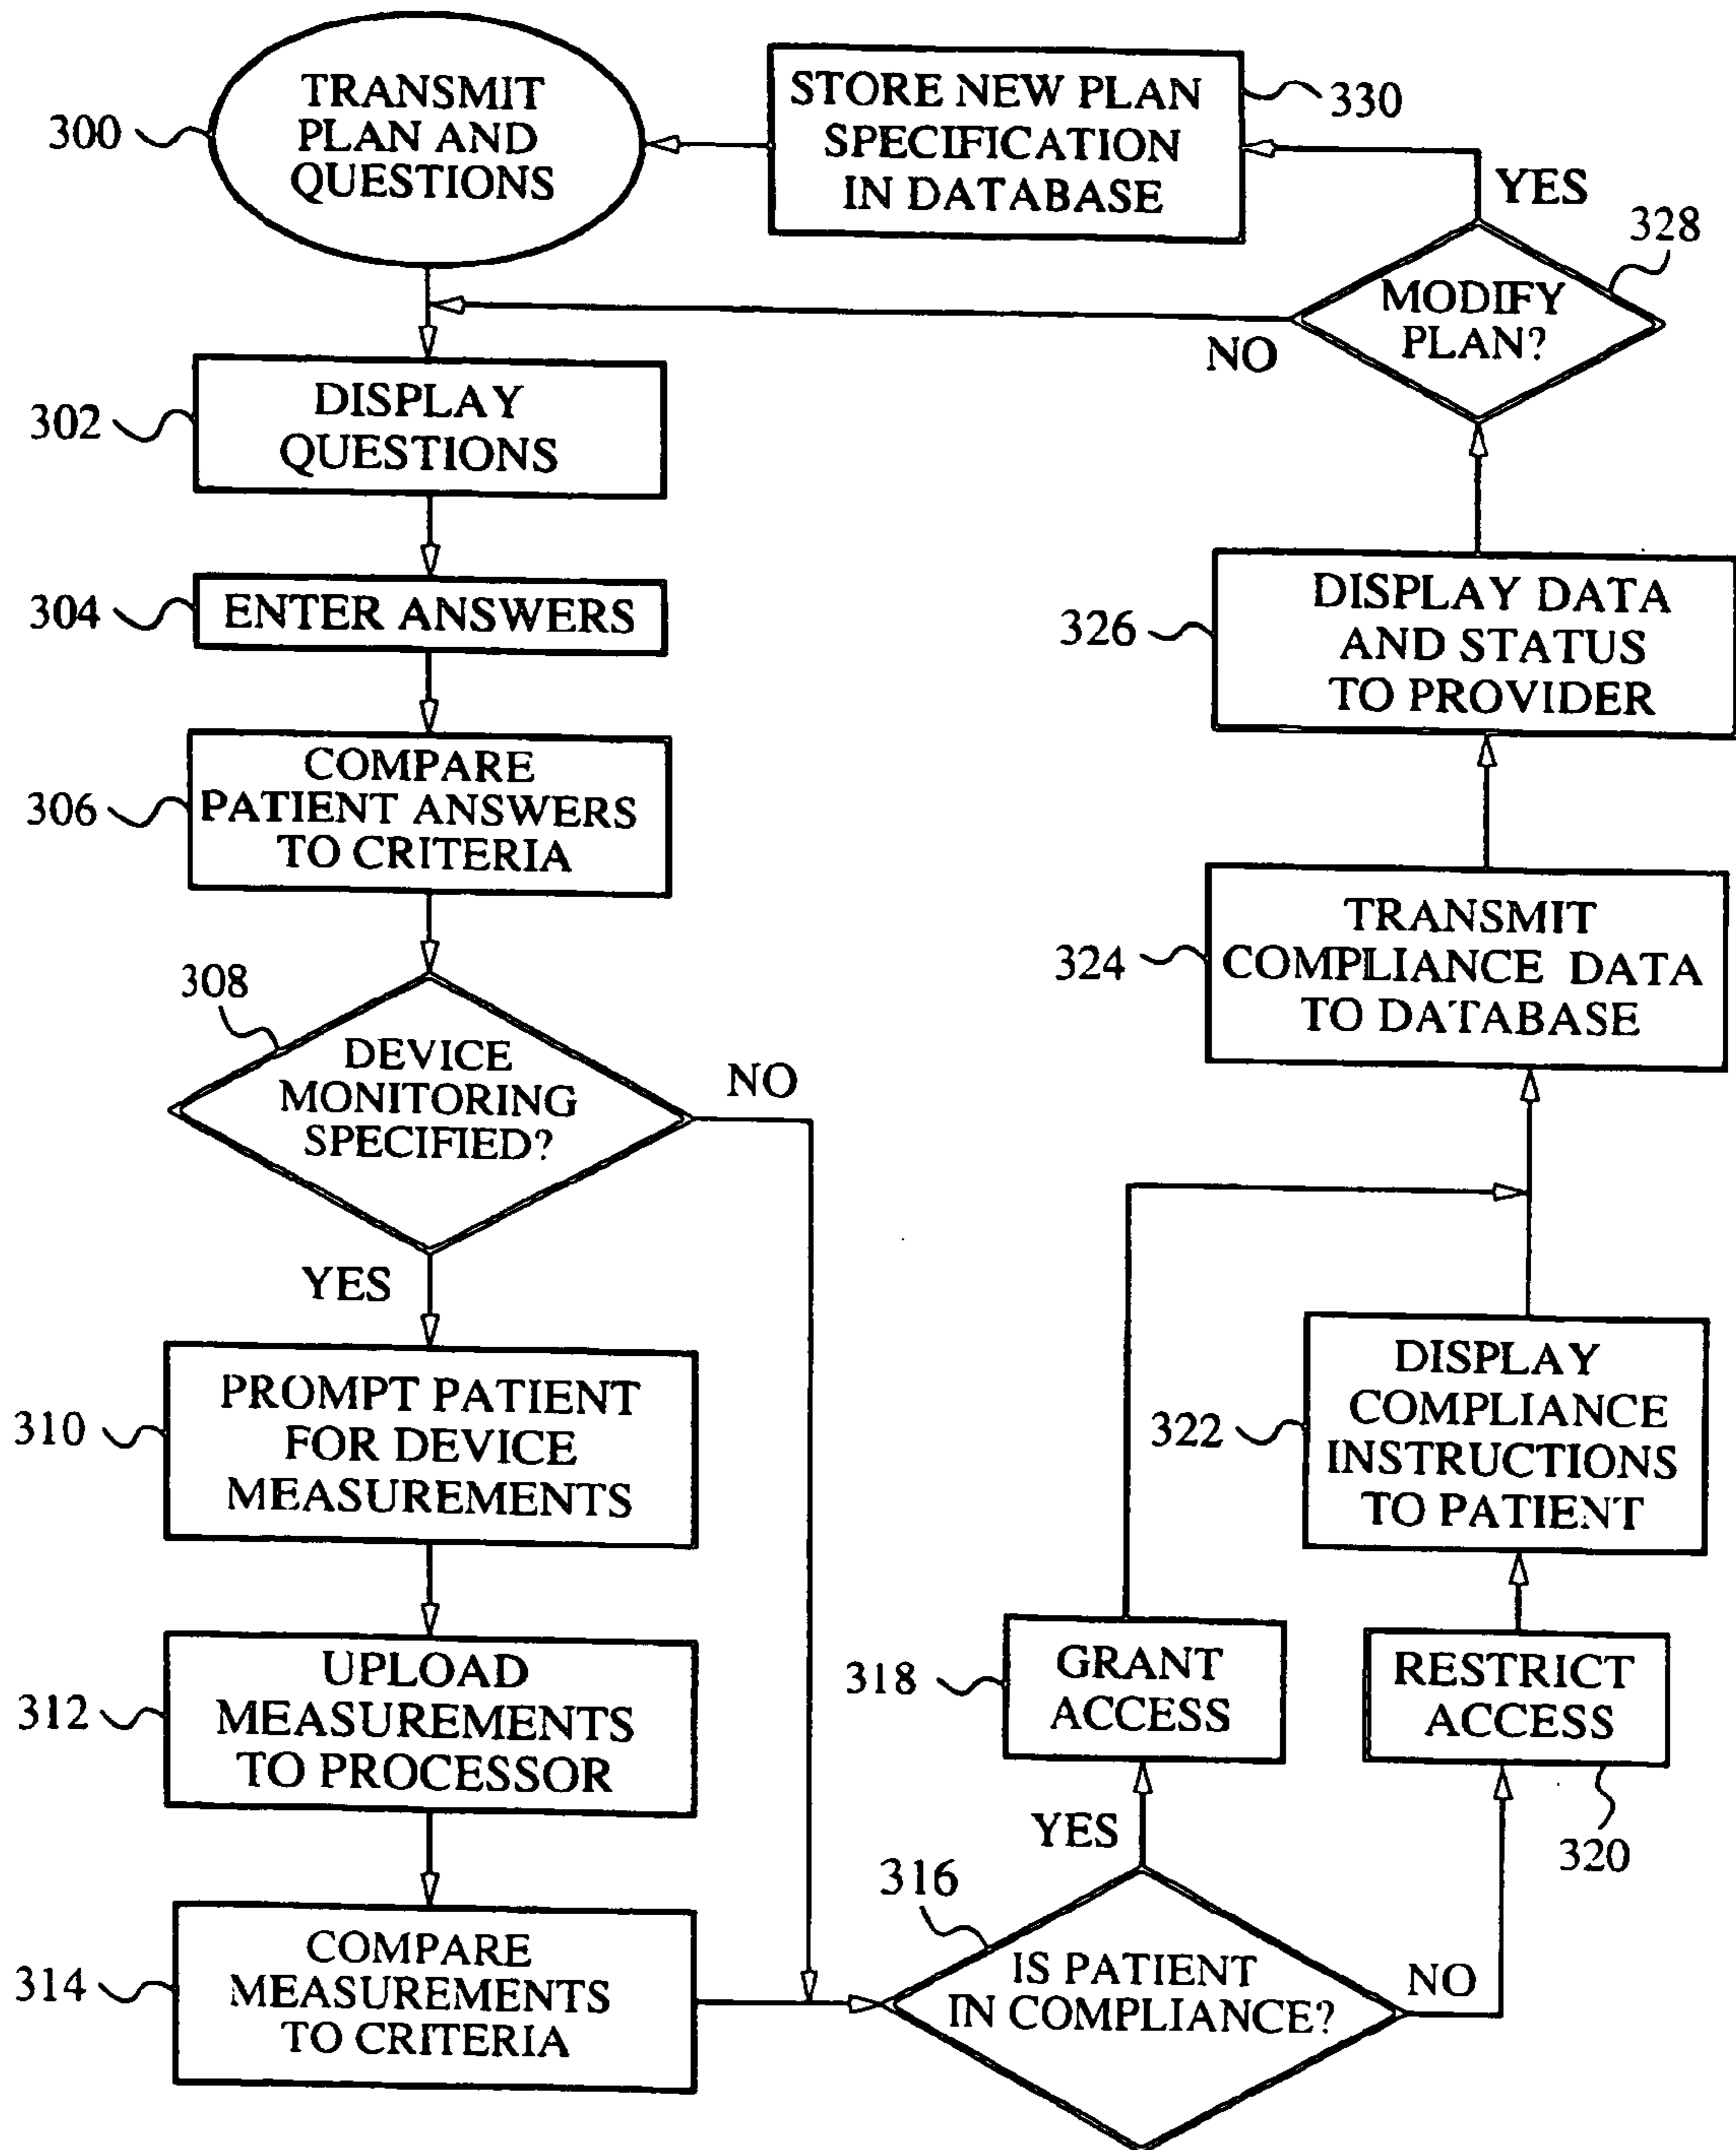 300
TRANSMIT
PLAN AND
QUESTIONS
STORE NEW PLAN
SPECIFICATION
IN DATABASE
330
YES
328
MODIFY
PLAN?
NO
302
DISPLAY
QUESTIONS
304
ENTER ANSWERS
306
COMPARE
PATIENT ANSWERS
TO CRITERIA
308
DEVICE
MONITORING
SPECIFIED?
NO
YES
310
PROMPT PATIENT
FOR DEVICE
MEASUREMENTS
312
UPLOAD
MEASUREMENTS
TO PROCESSOR
314
COMPARE
MEASUREMENTS
TO CRITERIA
316
IS PATIENT
IN COMPLIANCE?
YES
NO
318
GRANT
ACCESS
RESTRICT
ACCESS
320
322
DISPLAY
COMPLIANCE
INSTRUCTIONS
TO PATIENT
324
TRANSMIT
COMPLIANCE DATA
TO DATABASE
326
DISPLAY DATA
AND STATUS
TO PROVIDER